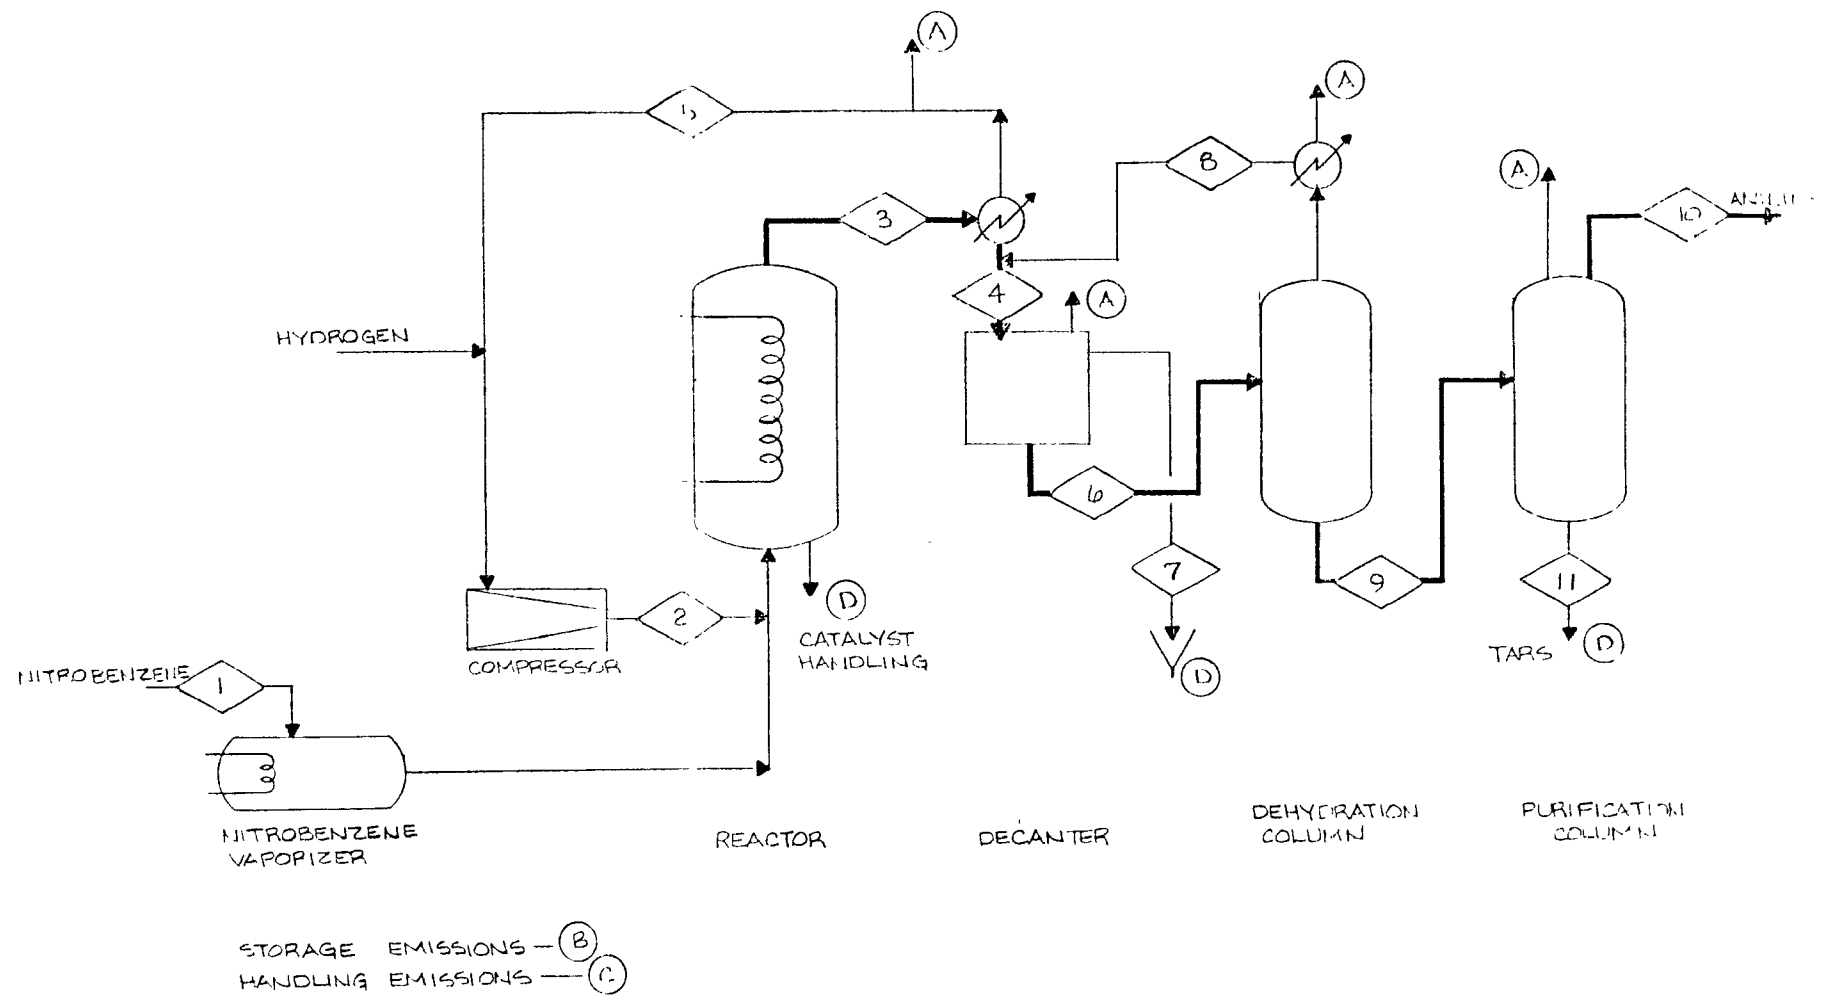 A
5
A
8
A
3
10
4
A
HYDROGEN
6
7
9
11
2
D
CATALYST
HANDLING
COMPRESSOR
TARS D
D
NITROBENZENE
1
NITROBENZENE
VAPORIZER
REACTOR
DECANTER
DEHYDRATION
COLUMN
PURIFICATION
COLUMN
STORAGE EMISSIONS — B
HANDLING EMISSIONS — C